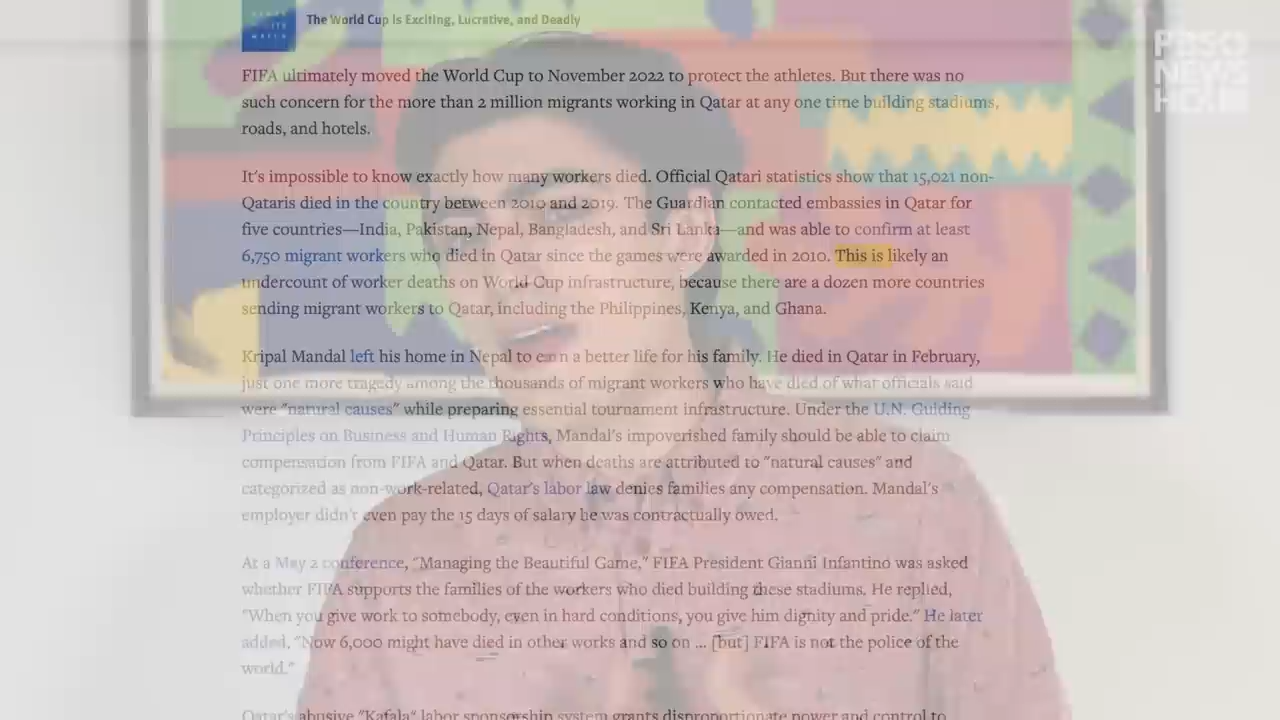 HUMAN
RIGHTS
WATCH
The World Cup Is Exciting, Lucrative, and Deadly
PBS
NEWS
HOUR
FIFA ultimately moved the World Cup to November 2022 to protect the athletes. But there was no
such concern for the more than 2 million migrants working in Qatar at any one time building stadiums,
roads, and hotels.
It's impossible to know exactly how many workers died. Official Qatari statistics show that 15,021 non-
Qataris died in the country between 2010 and 2019. The Guardian contacted embassies in Qatar for
five countries—India, Pakistan, Nepal, Bangladesh, and Sri Lanka—and was able to confirm at least
6,750 migrant workers who died in Qatar since the games were awarded in 2010. This is likely an
undercount of worker deaths on World Cup infrastructure, because there are a dozen more countries
sending migrant workers to Qatar, including the Philippines, Kenya, and Ghana.
Kripal Mandal left his home in Nepal to earn a better life for his family. He died in Qatar in February,
just one more tragedy among the thousands of migrant workers who have died of what officials said
were "natural causes" while preparing essential tournament infrastructure. Under the U.N. Guiding
Principles on Business and Human Rights, Mandal's impoverished family should be able to claim
compensation from FIFA and Qatar. But when deaths are attributed to "natural causes" and
categorized as non-work-related, Qatar's labor law denies families any compensation. Mandal's
employer didn't even pay the 15 days of salary he was contractually owed.
At a May 2 conference, "Managing the Beautiful Game," FIFA President Gianni Infantino was asked
whether FIFA supports the families of the workers who died building these stadiums. He replied,
"When you give work to somebody, even in hard conditions, you give him dignity and pride." He later
added, "Now 6,000 might have died in other works and so on ... [but] FIFA is not the police of the
world."
Qatar's abusive "Kafala" labor sponsorship system grants disproportionate power and control to